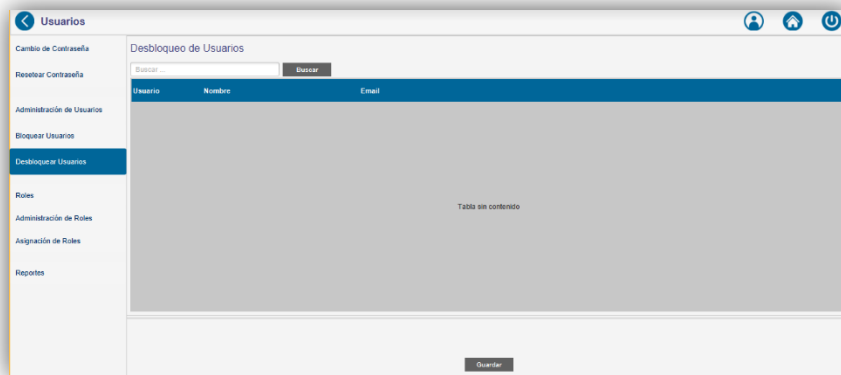 Usuarios
Cambio de Contraseña
Resetear Contraseña
Administración de Usuarios
Bloquear Usuarios
Desbloquear Usuarios
Roles
Administración de Roles
Asignación de Roles
Reportes
Desbloqueo de Usuarios
Buscar ...
Buscar
Usuario Nombre Email
Tabla sin contenido
Guardar